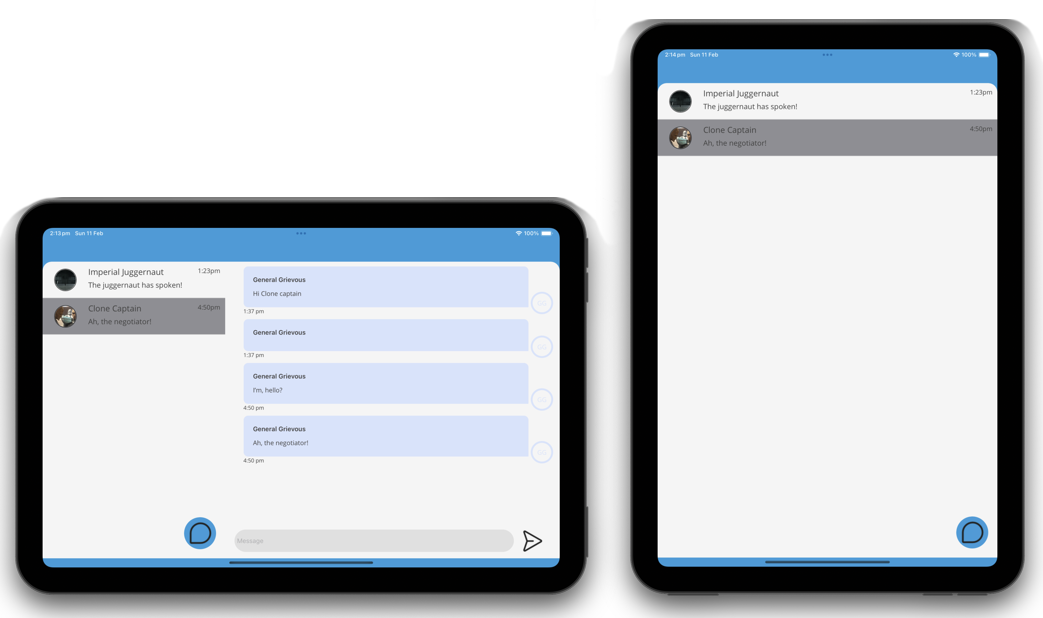 2:13 pm Sun 11 Feb
100%
Imperial Juggernaut
1:23pm
The juggernaut has spoken!
Clone Captain
4:50pm
Ah, the negotiator!
General Grievous
Hi Clone captain
1:37 pm
General Grievous
1:37 pm
General Grievous
I'm, hello?
4:50 pm
General Grievous
Ah, the negotiator!
4:50 pm
Message
2:14 pm Sun 11 Feb
100%
Imperial Juggernaut
1:23pm
The juggernaut has spoken!
Clone Captain
4:50pm
Ah, the negotiator!